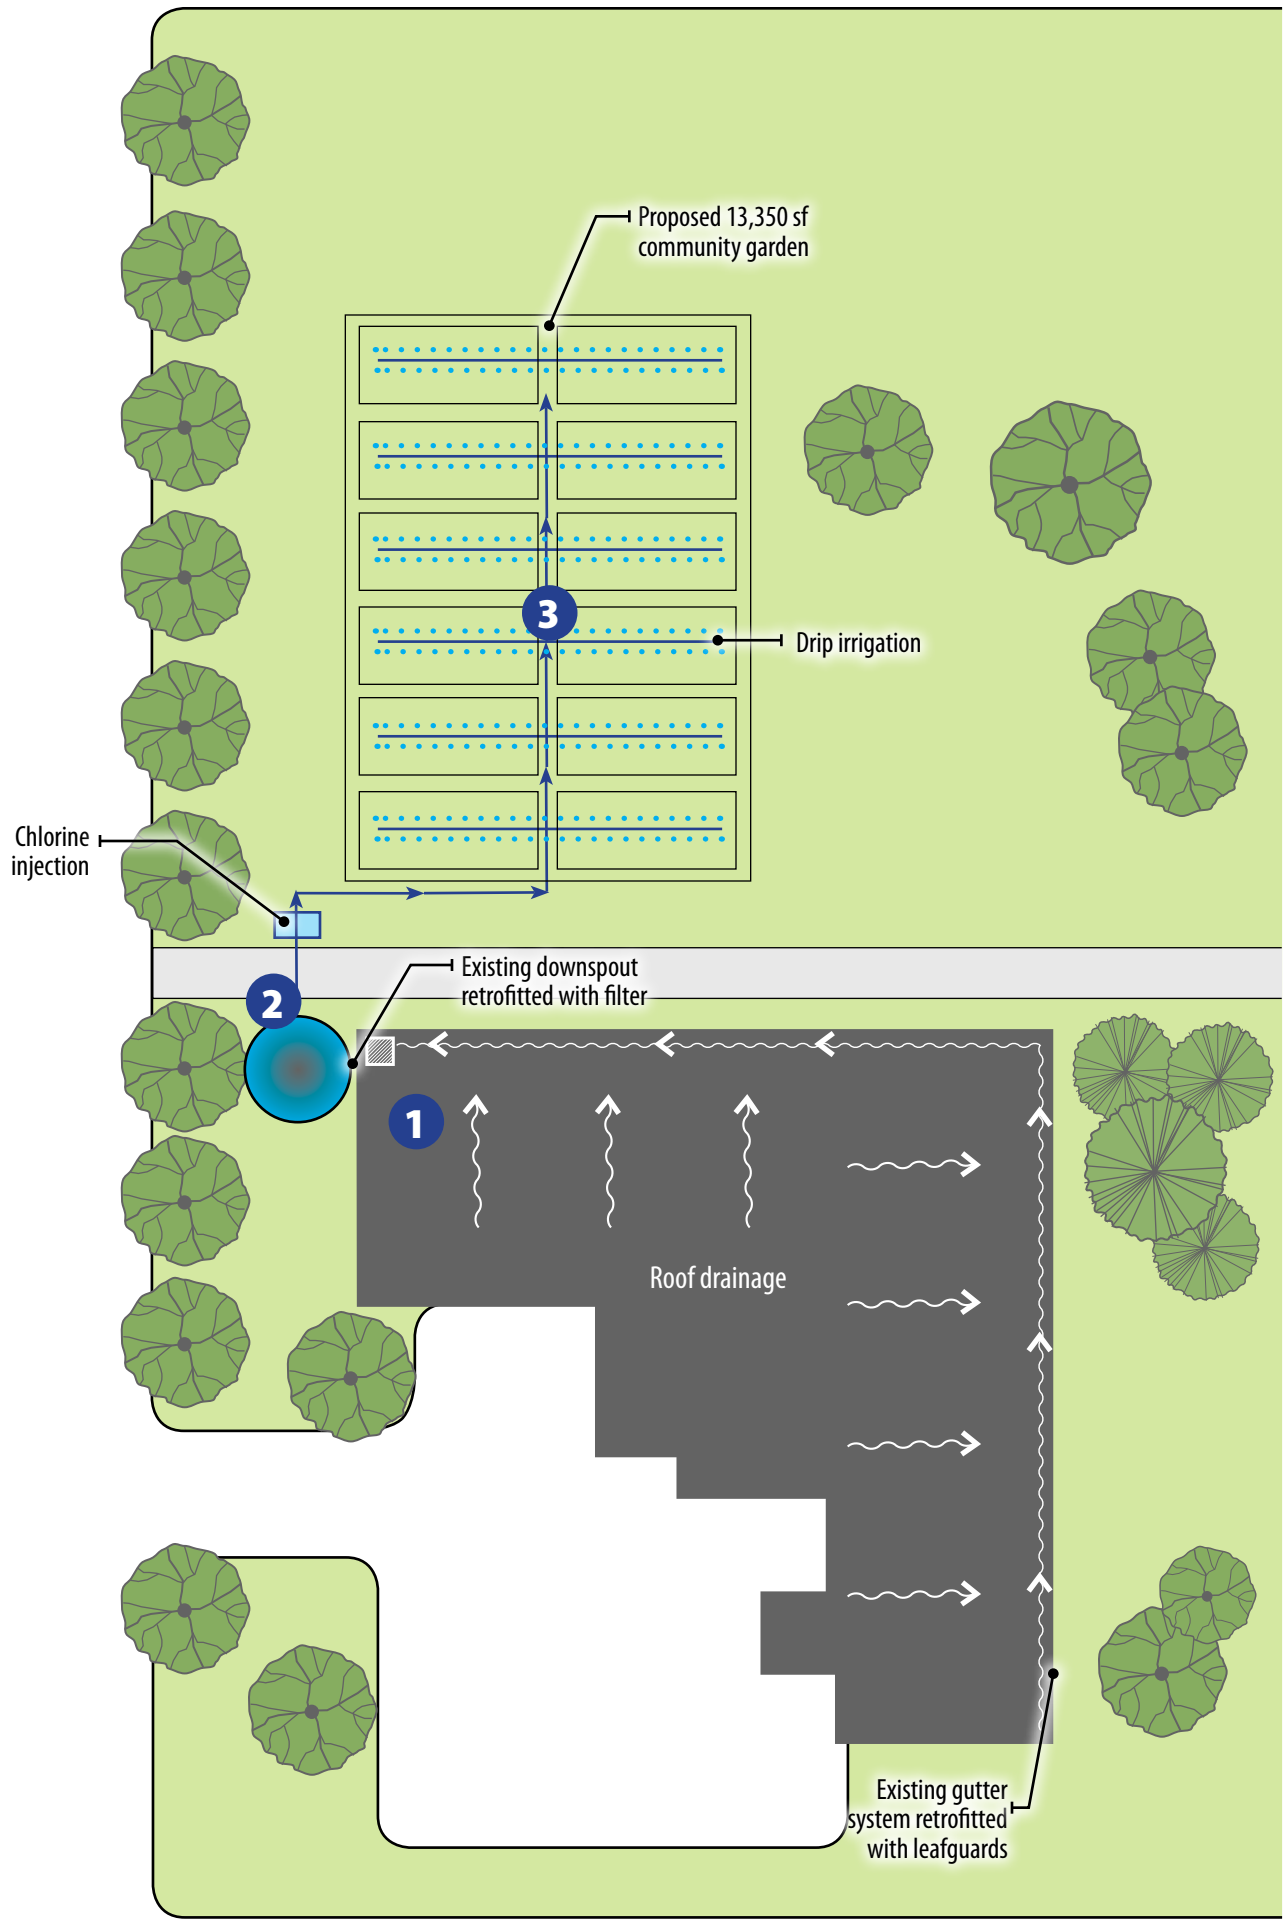 Proposed 13,350 sf
community garden
3
Drip irrigation
Chlorine
injection
Existing downspout
retrofitted with filter
2
1
Roof drainage
Existing gutter
system retrofitted
with leafguards